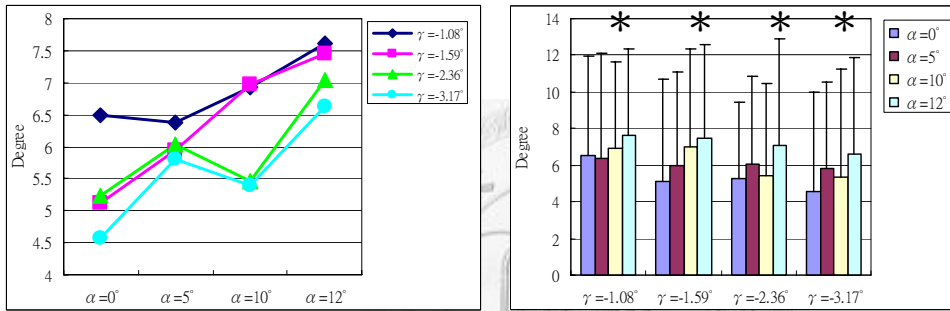 8
7.5
7
6.5
6
5.5
5
4.5
4
Degree
α=0° α=5° α=10° α=12°
γ=-1.08°
γ=-1.59°
γ=-2.36°
γ=-3.17°
14
12
10
8
6
4
2
0
Degree
* * * *
γ=-1.08° γ=-1.59° γ=-2.36° γ=-3.17°
α=0°
α=5°
α=10°
α=12°